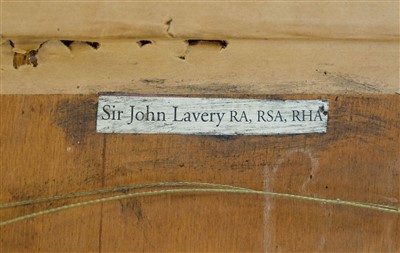 Sir John Lavery RA, RSA, RHA